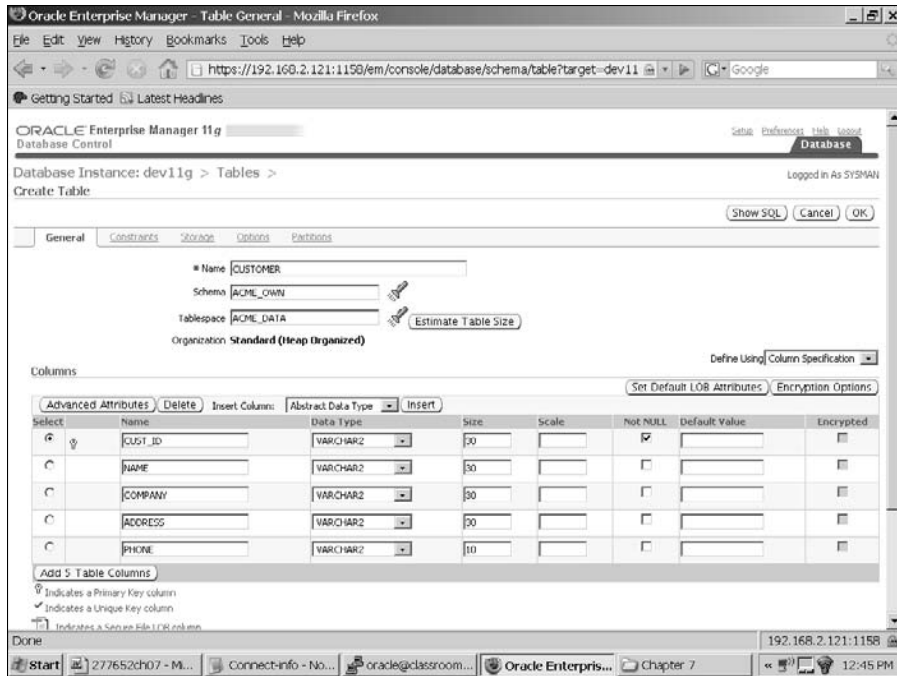 Oracle Enterprise Manager - Table General - Mozilla Firefox
File Edit View History Bookmarks Tools Help
https://192.168.2.121:1158/em/console/database/schema/table?target=dev11
Google
Getting Started Latest Headlines
ORACLE Enterprise Manager 11g
Database Control
Setup Preferences Help Logout
Database
Database Instance: dev11g > Tables >
Logged in As SYSMAN
Create Table
Show SQL Cancel OK
General Constraints Storage Options Partitions
* Name CUSTOMER
Schema ACME_OWN
Tablespace ACME_DATA Estimate Table Size
Organization Standard (Heap Organized)
Define Using Column Specification
Columns
Set Default LOB Attributes Encryption Options
Advanced Attributes Delete Insert Column: Abstract Data Type Insert
Select Name Data Type Size Scale Not NULL Default Value Encrypted
CUST_ID VARCHAR2 30
NAME VARCHAR2 30
COMPANY VARCHAR2 30
ADDRESS VARCHAR2 30
PHONE VARCHAR2 10
Add 5 Table Columns
Indicates a Primary Key column
Indicates a Unique Key column
Indicates a Secure File LOB column
Done 192.168.2.121:1158
Start 277652ch07 - M... Connect-info - No... oracle@classroom... Oracle Enterpris... Chapter 7 12:45 PM